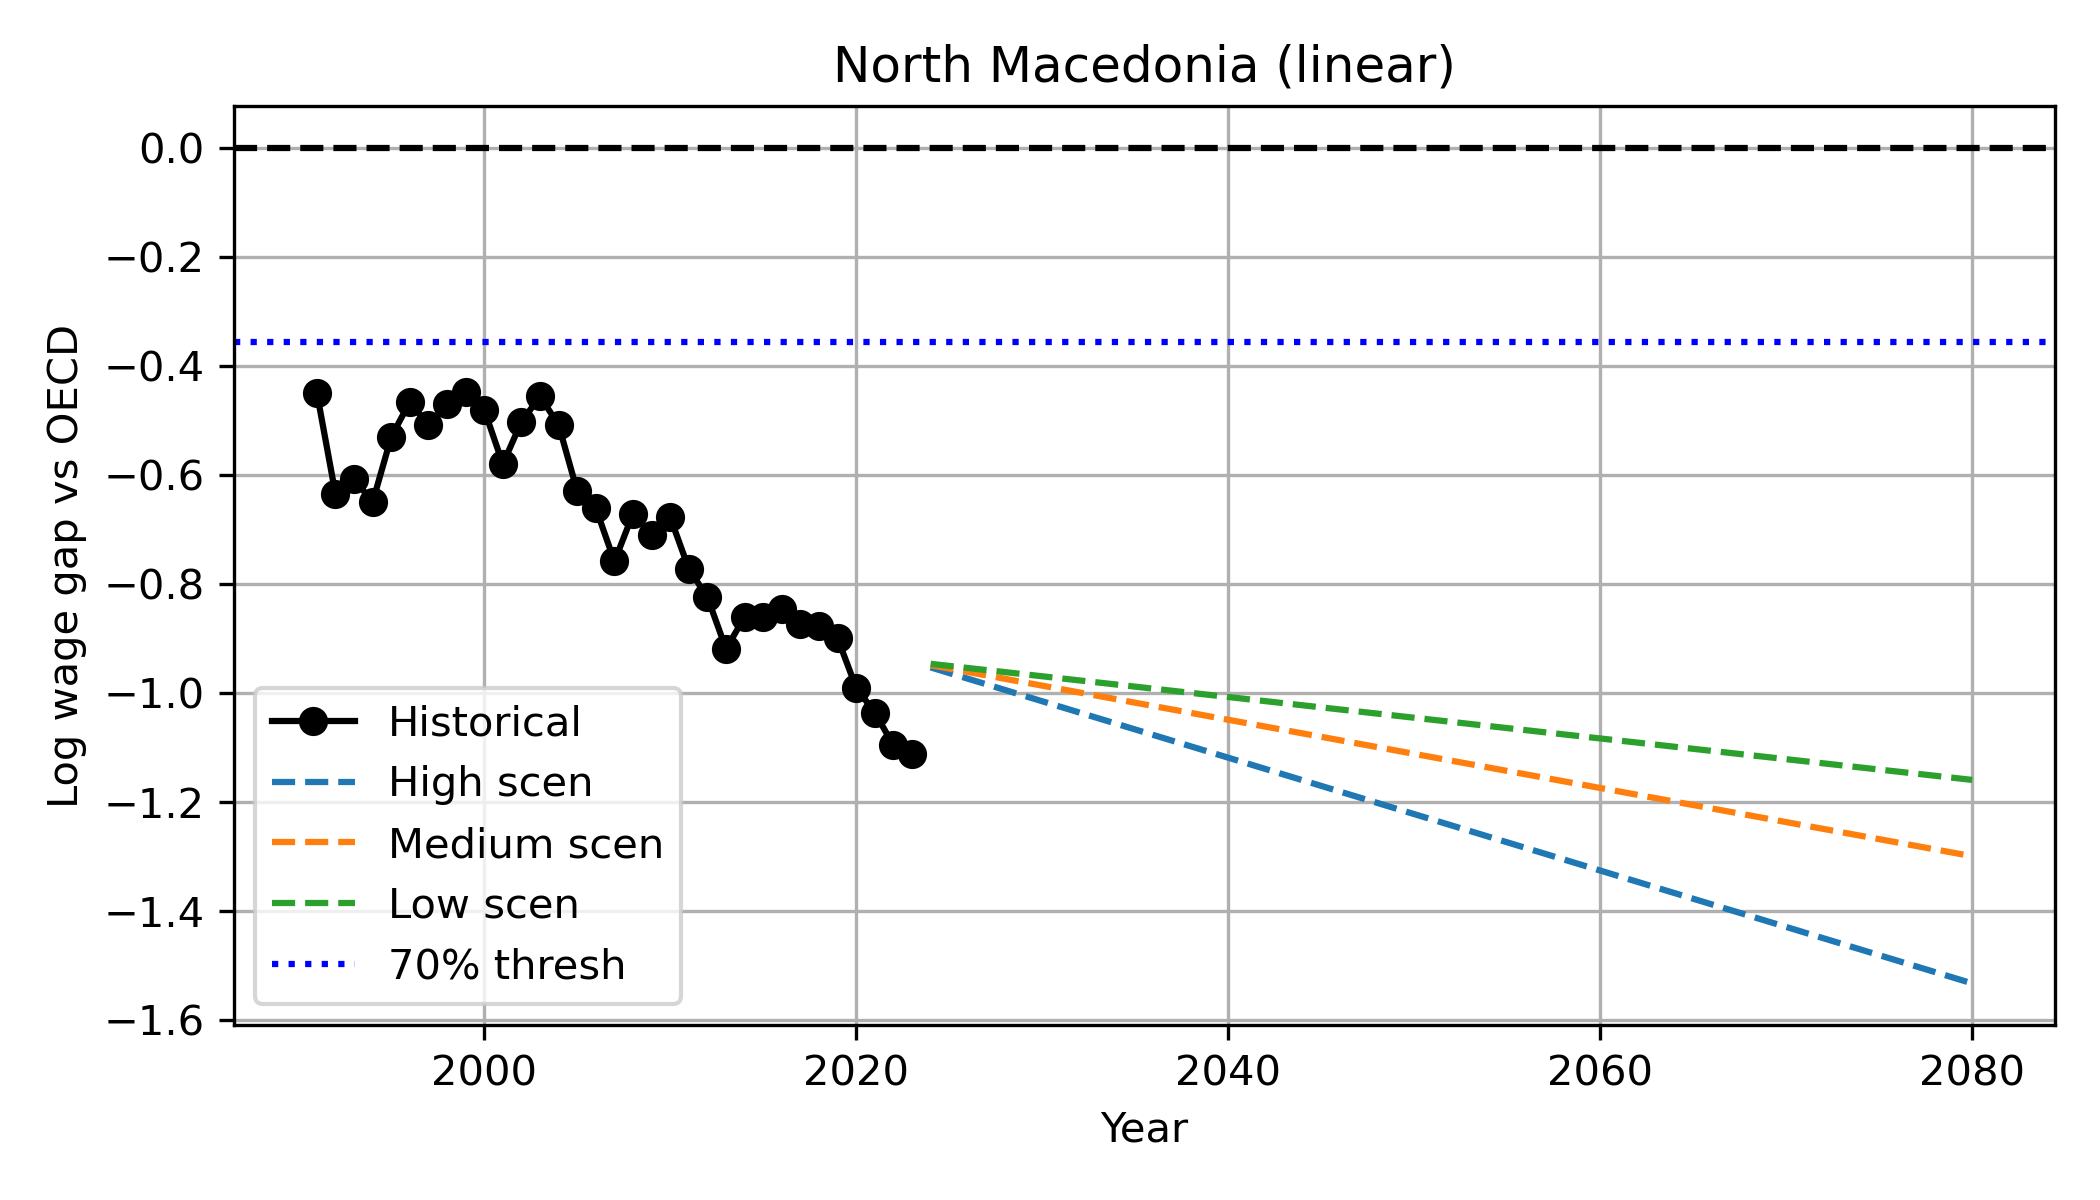 North Macedonia (linear)
Log wage gap vs OECD
0.0
−0.2
−0.4
−0.6
−0.8
−1.0
−1.2
−1.4
−1.6
Historical
High scen
Medium scen
Low scen
70% thresh
2000
2020
2040
2060
2080
Year